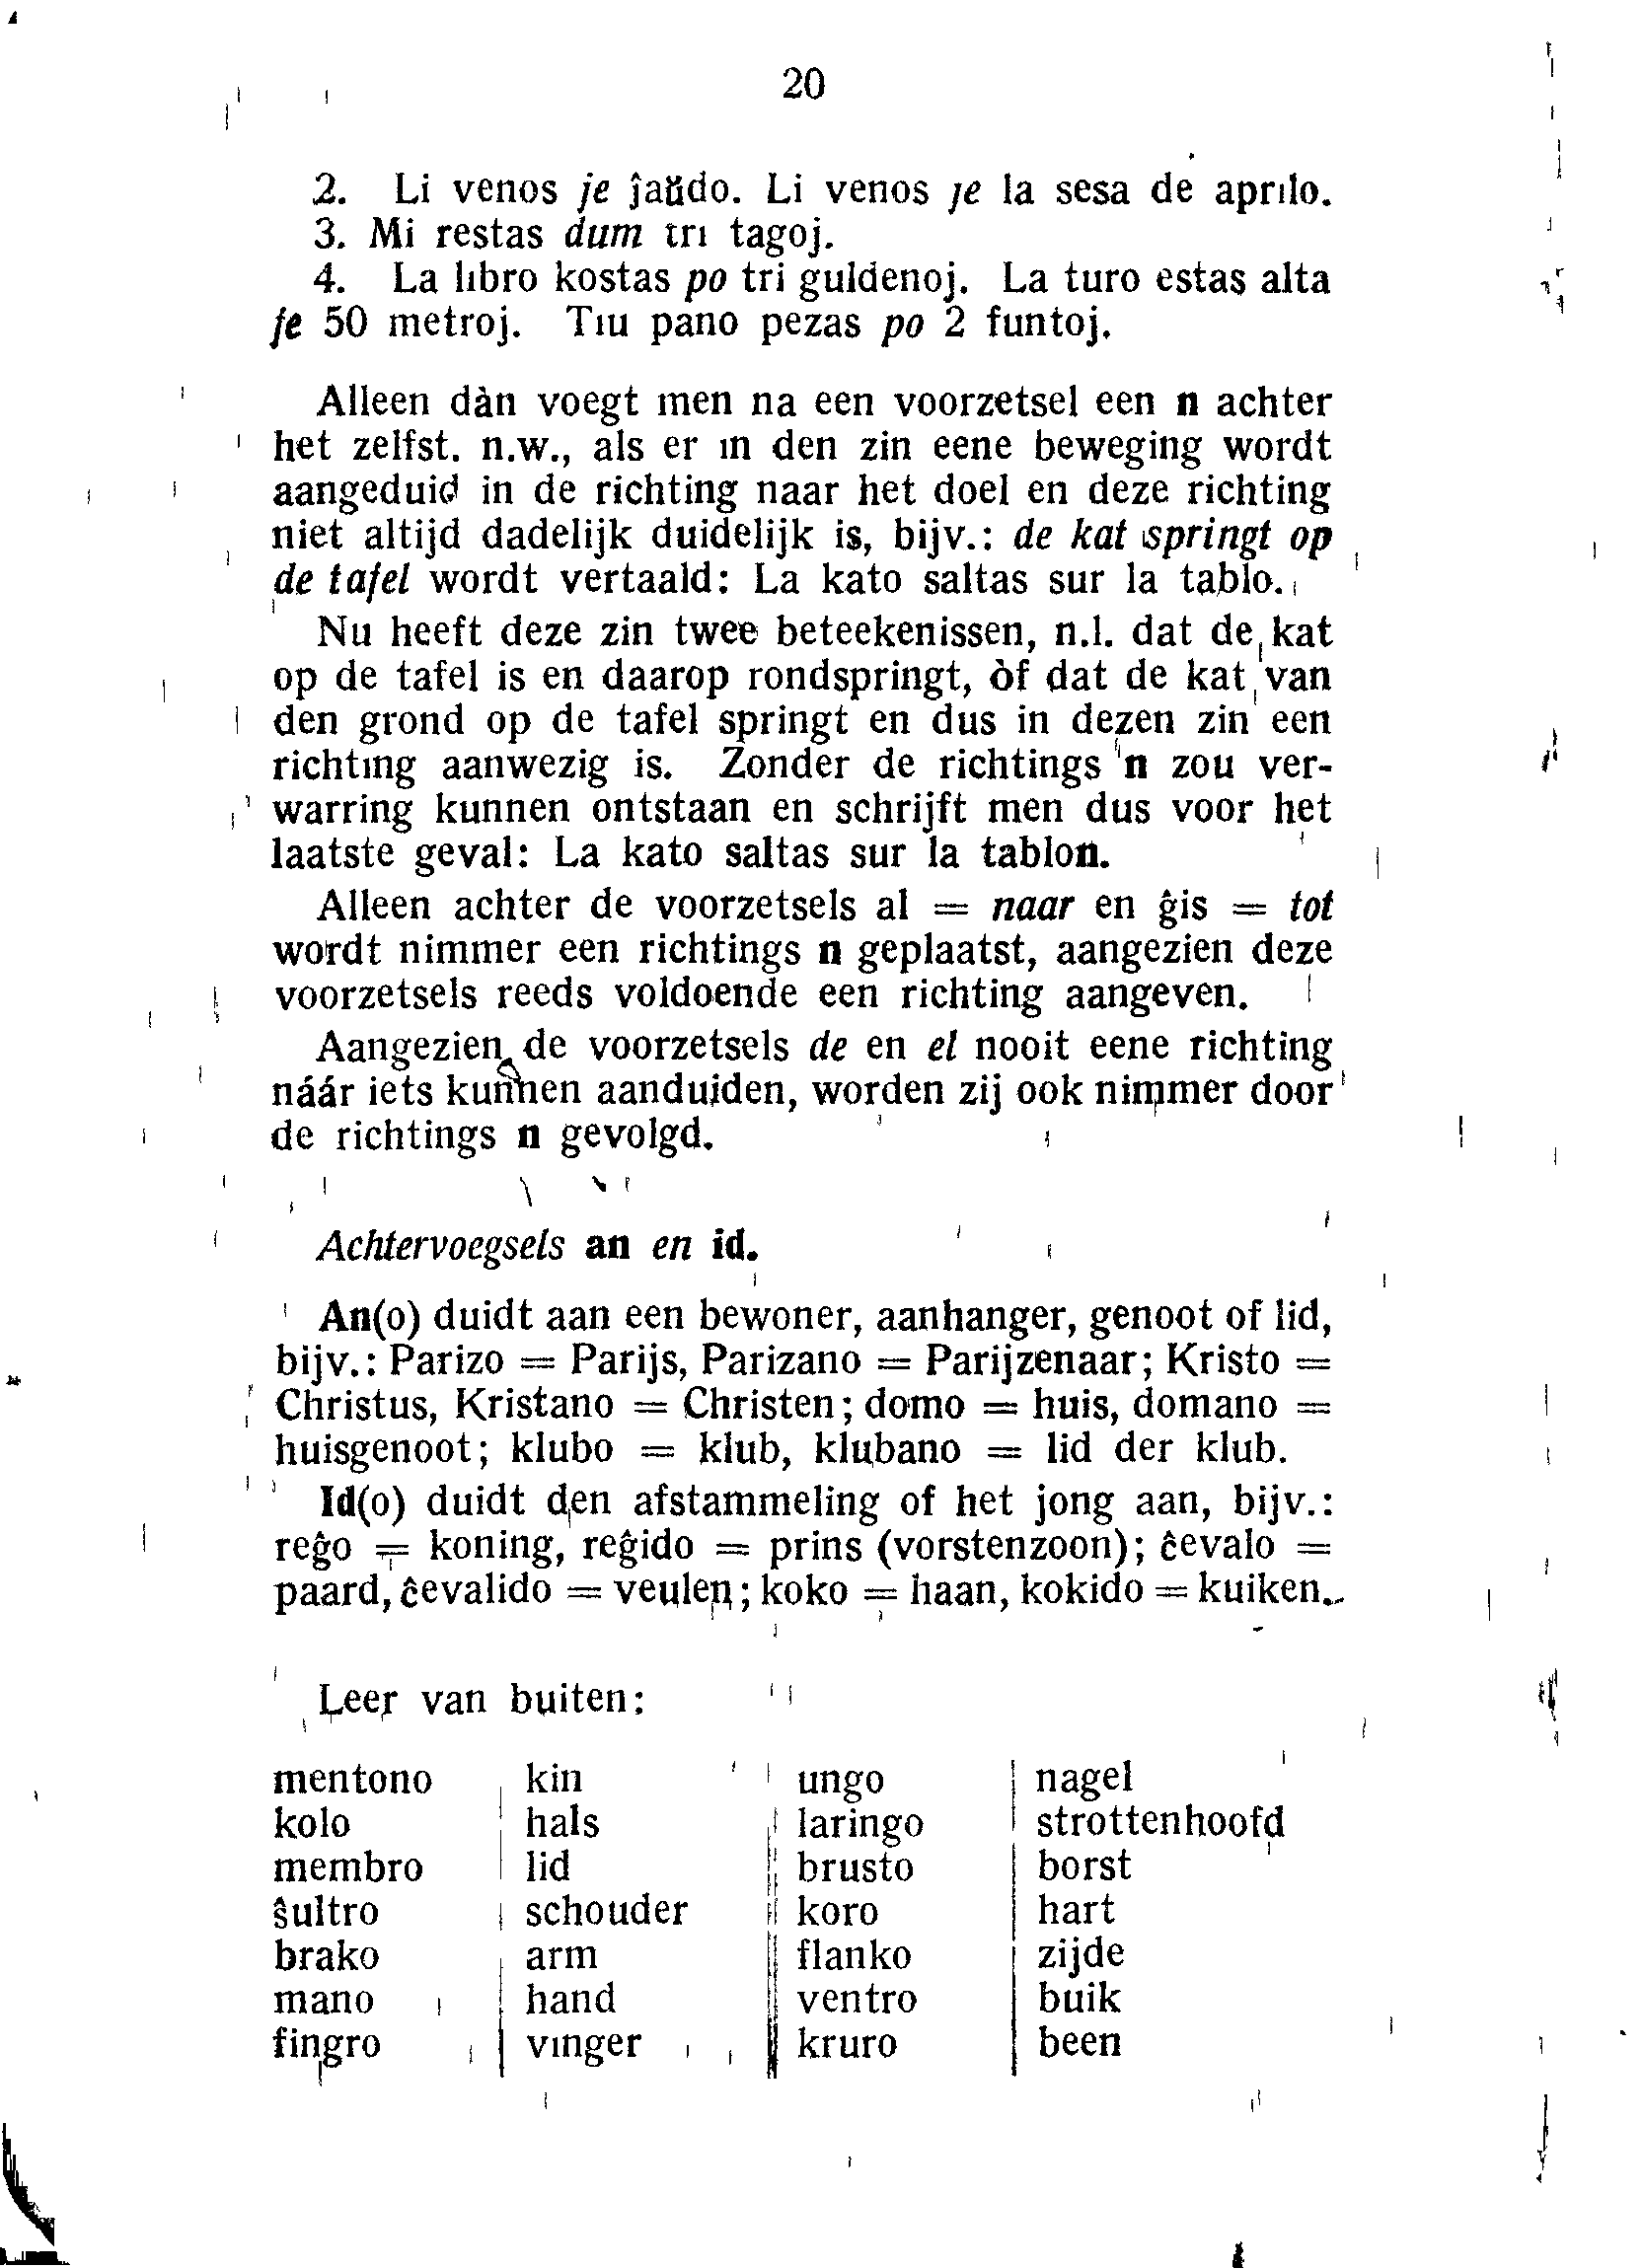 20
2. Li venos je ĵaŭdo. Li venos je la sesa de aprilo.
3. Mi restas dum tri tagoj.
4. La libro kostas po tri guldenoj. La turo estas alta
je 50 metroj. Tiu pano pezas po 2 funtoj.
Alleen dàn voegt men na een voorzetsel een n achter
het zelfst. n.w., als er in den zin eene beweging wordt
aangeduid in de richting naar het doel en deze richting
niet altijd dadelijk duidelijk is, bijv.: de kat springt op
de tafel wordt vertaald: La kato saltas sur la tablo.
Nu heeft deze zin twee beteekenissen, n.l. dat de kat
op de tafel is en daarop rondspringt, òf dat de kat van
den grond op de tafel springt en dus in dezen zin een
richting aanwezig is. Zonder de richtings n zou ver-
warring kunnen ontstaan en schrijft men dus voor het
laatste geval: La kato saltas sur la tablon.
Alleen achter de voorzetsels al = naar en ĝis = tot
wordt nimmer een richtings n geplaatst, aangezien deze
voorzetsels reeds voldoende een richting aangeven.
Aangezien de voorzetsels de en el nooit eene richting
náár iets kunnen aanduiden, worden zij ook nimmer door
de richtings n gevolgd.
Achtervoegsels an en id.
An(o) duidt aan een bewoner, aanhanger, genoot of lid,
bijv.: Parizo = Parijs, Parizano = Parijzenaar; Kristo =
Christus, Kristano = Christen; domo = huis, domano =
huisgenoot; klubo = klub, klubano = lid der klub.
Id(o) duidt den afstammeling of het jong aan, bijv.:
reĝo = koning, reĝido = prins (vorstenzoon); ĉevalo =
paard, ĉevalido = veulen; koko = haan, kokido = kuiken.
Leer van buiten:
mentono kin ungo nagel
kolo hals laringo strottenhoofd
membro lid brusto borst
ŝultro schouder koro hart
brako arm flanko zijde
mano hand ventro buik
fingro vinger kruro been